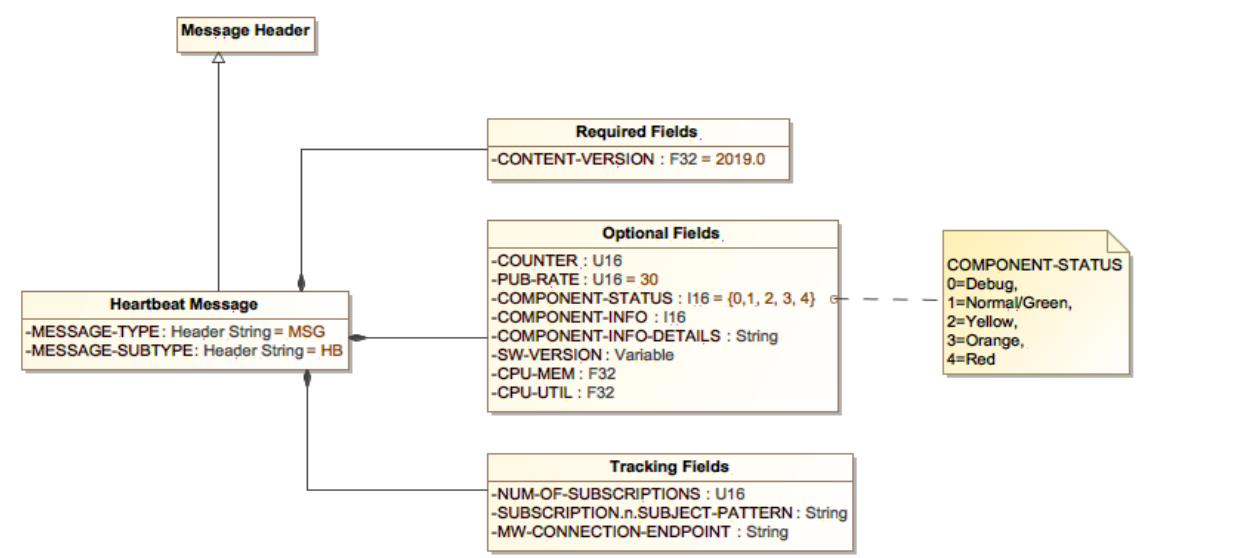 Message Header
Required Fields
-CONTENT-VERSION : F32 = 2019.0
Optional Fields
-COUNTER : U16
-PUB-RATE : U16 = 30
-COMPONENT-STATUS : I16 = {0,1, 2, 3, 4}
-COMPONENT-INFO : I16
-COMPONENT-INFO-DETAILS : String
-SW-VERSION : Variable
-CPU-MEM : F32
-CPU-UTIL : F32
COMPONENT-STATUS
0=Debug,
1=Normal/Green,
2=Yellow,
3=Orange,
4=Red
Heartbeat Message
-MESSAGE-TYPE : Header String = MSG
-MESSAGE-SUBTYPE : Header String = HB
Tracking Fields
-NUM-OF-SUBSCRIPTIONS : U16
-SUBSCRIPTION.n.SUBJECT-PATTERN : String
-MW-CONNECTION-ENDPOINT : String